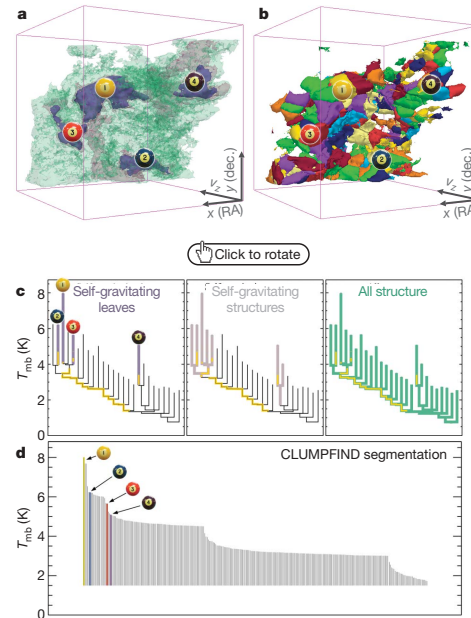 a
b
1
4
3
2
v_z
y (dec.)
x (RA)
1
4
3
2
v_z
y (dec.)
x (RA)
Click to rotate
c
Self-gravitating
leaves
Self-gravitating
structures
All structure
1
2
3
4
8
6
4
2
0
T_mb (K)
d
CLUMPFIND segmentation
1
2
3
4
8
6
4
2
0
T_mb (K)